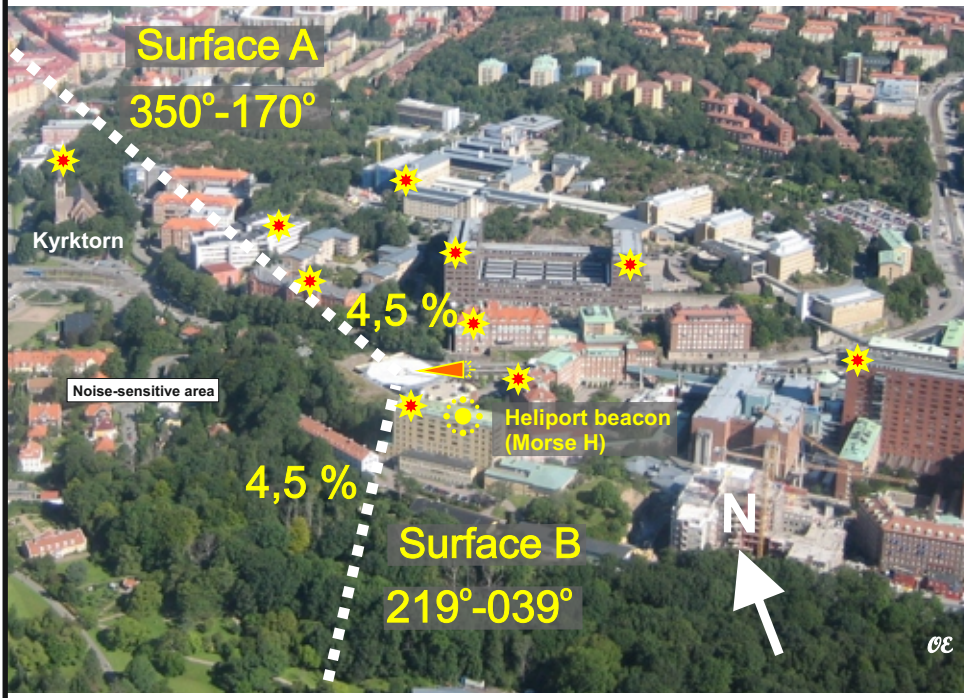 Surface A
350°-170°
Kyrktorn
4,5 %
Noise-sensitive area
Heliport beacon
(Morse H)
4,5 %
N
Surface B
219°-039°
OE